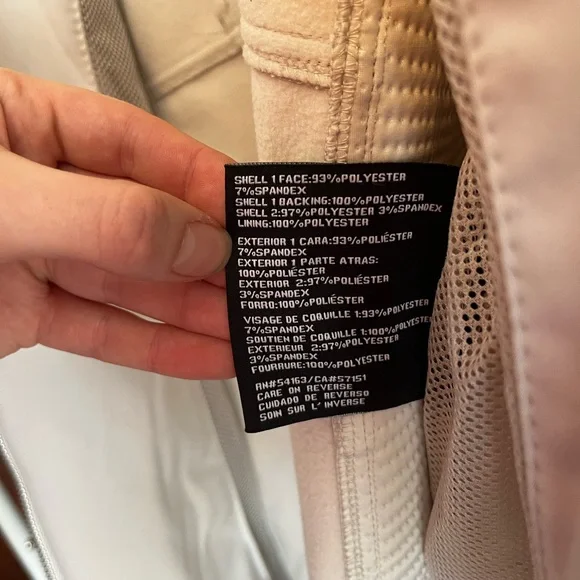 SHELL 1 FACE:93%POLYESTER
7%SPANDEX
SHELL 1 BACKING:100%POLYESTER
SHELL 2:97%POLYESTER 3%SPANDEX
LINING:100%POLYESTER
EXTERIOR 1 CARA:93%POLIÉSTER
7%SPANDEX
EXTERIOR 1 PARTE ATRAS:
100%POLIÉSTER
EXTERIOR 2:97%POLIÉSTER
3%SPANDEX
FORRO:100%POLIÉSTER
VISAGE DE COQUILLE 1:93%POLYESTER
7%SPANDEX
SOUTIEN DE COQUILLE 1:100%POLYESTER
EXTERIEUR 2:97%POLYESTER
3%SPANDEX
FOURRURE:100%POLYESTER
RN#54163/CA#57151
CARE ON REVERSE
CUIDADO DE REVERSO
SOIN SUR L'INVERSE